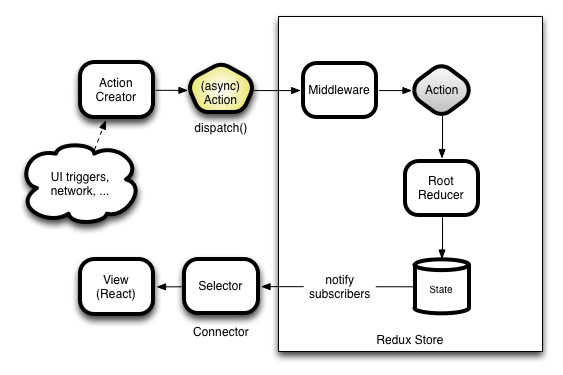 Action
Creator
(async)
Action
dispatch()
Middleware
Action
UI triggers,
network, ...
Root
Reducer
View
(React)
Selector
Connector
notify
subscribers
State
Redux Store